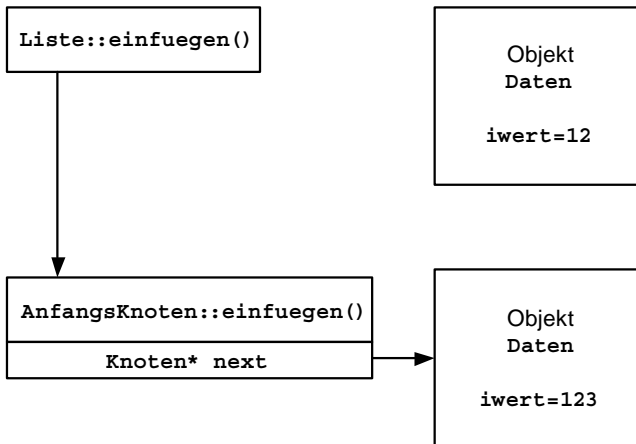 Liste::einfuegen()
Objekt
Daten
iwert=12
AnfangsKnoten::einfuegen()
Knoten* next
Objekt
Daten
iwert=123